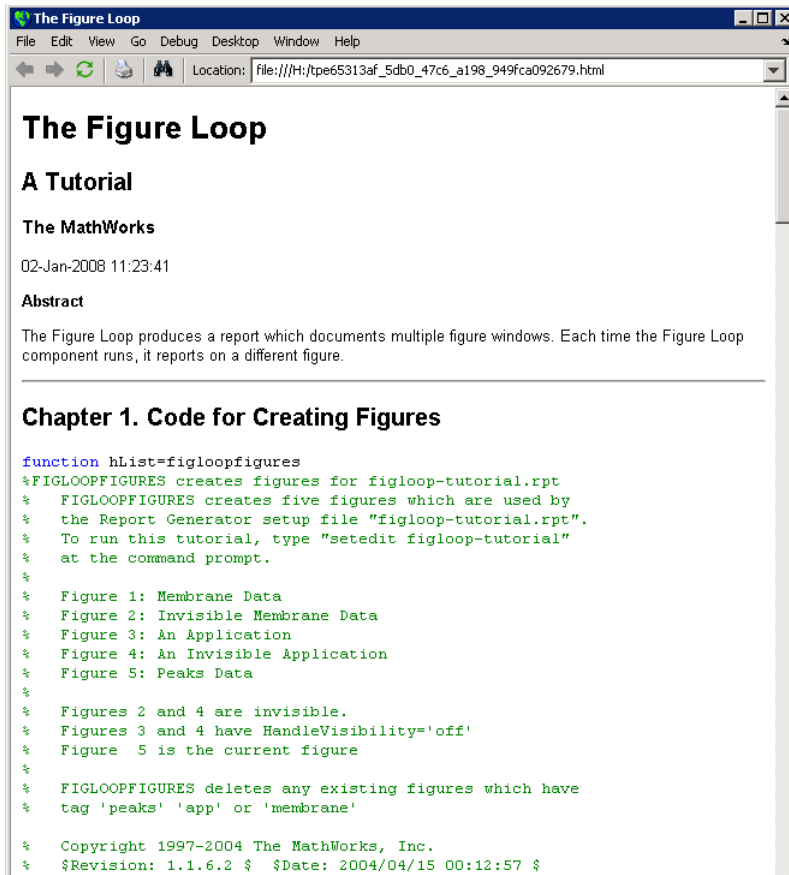 The Figure Loop
File Edit View Go Debug Desktop Window Help
Location: file:///H:/tpe65313af_5db0_47c6_a198_949fca092679.html
The Figure Loop
A Tutorial
The MathWorks
02-Jan-2008 11:23:41
Abstract
The Figure Loop produces a report which documents multiple figure windows. Each time the Figure Loop
component runs, it reports on a different figure.
Chapter 1. Code for Creating Figures
function hList=figloopfigures
%FIGLOOPFIGURES creates figures for figloop-tutorial.rpt
%   FIGLOOPFIGURES creates five figures which are used by
%   the Report Generator setup file "figloop-tutorial.rpt".
%   To run this tutorial, type "setedit figloop-tutorial"
%   at the command prompt.
%
%   Figure 1: Membrane Data
%   Figure 2: Invisible Membrane Data
%   Figure 3: An Application
%   Figure 4: An Invisible Application
%   Figure 5: Peaks Data
%
%   Figures 2 and 4 are invisible.
%   Figures 3 and 4 have HandleVisibility='off'
%   Figure  5 is the current figure
%
%   FIGLOOPFIGURES deletes any existing figures which have
%   tag 'peaks' 'app' or 'membrane'
%   Copyright 1997-2004 The MathWorks, Inc.
%   $Revision: 1.1.6.2 $  $Date: 2004/04/15 00:12:57 $